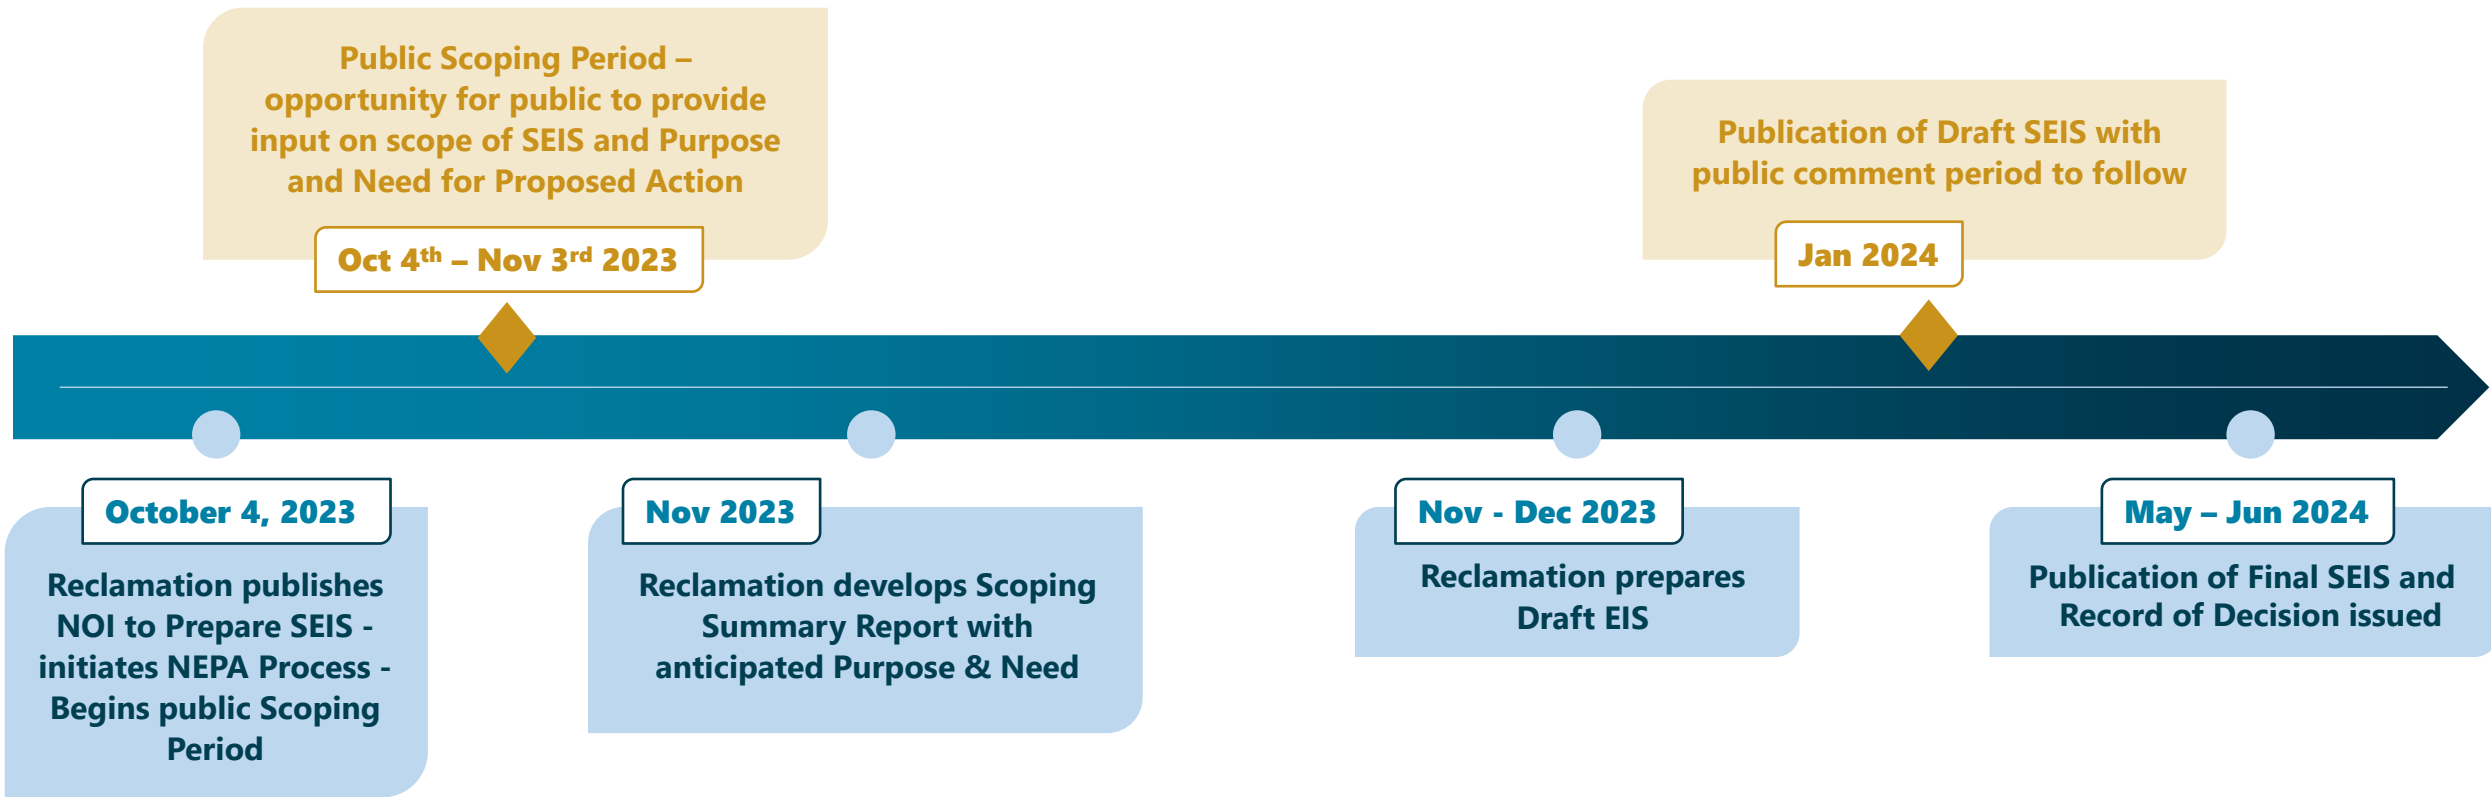 Public Scoping Period –
opportunity for public to provide
input on scope of SEIS and Purpose
and Need for Proposed Action
Oct 4th – Nov 3rd 2023
Publication of Draft SEIS with
public comment period to follow
Jan 2024
October 4, 2023
Reclamation publishes
NOI to Prepare SEIS -
initiates NEPA Process -
Begins public Scoping
Period
Nov 2023
Reclamation develops Scoping
Summary Report with
anticipated Purpose & Need
Nov - Dec 2023
Reclamation prepares
Draft EIS
May – Jun 2024
Publication of Final SEIS and
Record of Decision issued